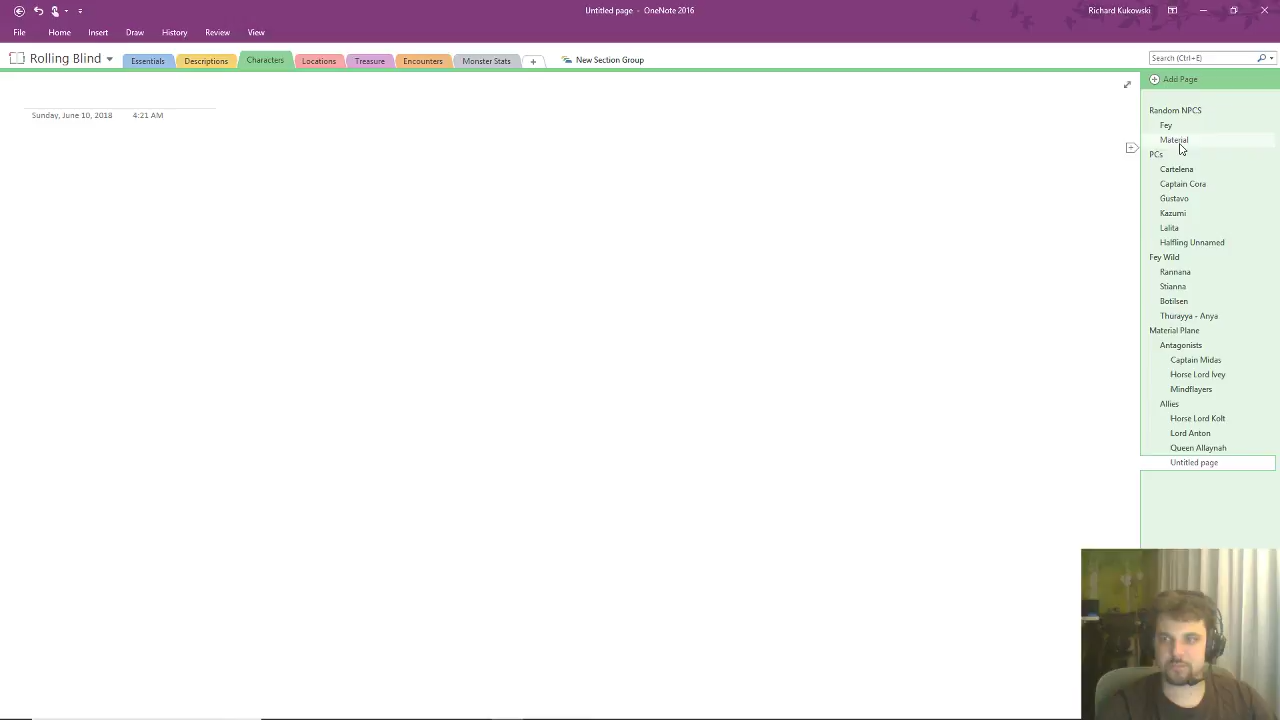 Untitled page - OneNote 2016
Richard Kukowski
File Home Insert Draw History Review View
Rolling Blind
Essentials Descriptions Characters Locations Treasure Encounters Monster Stats
New Section Group
Search (Ctrl+E)
Add Page
Sunday, June 10, 2018 4:21 AM
Random NPCS
Fey
Material
PCs
Cartelena
Captain Cora
Gustavo
Kazumi
Lalita
Halfling Unnamed
Fey Wild
Rannana
Stianna
Botilsen
Thurayya - Anya
Material Plane
Antagonists
Captain Midas
Horse Lord Ivey
Mindflayers
Allies
Horse Lord Kolt
Lord Anton
Queen Allaynah
Untitled page